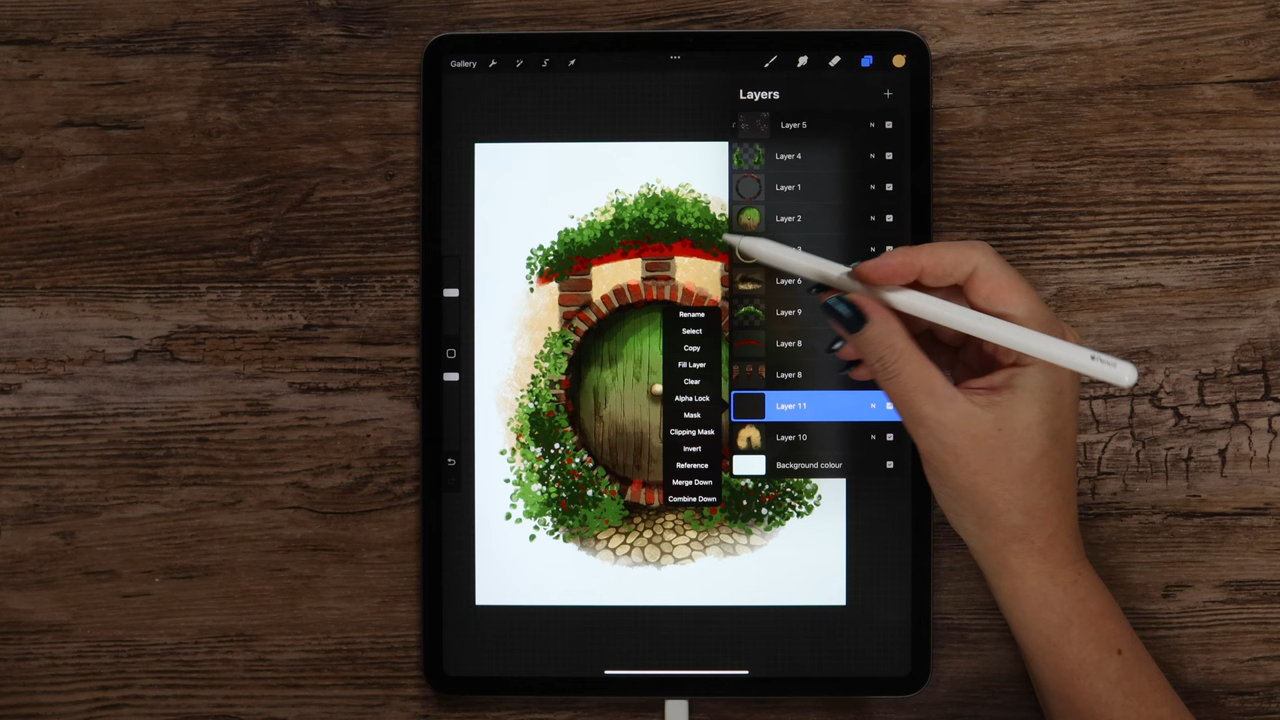 Gallery
Layers
Layer 5 N
Layer 4 N
Layer 1 N
Layer 2 N
Layer 6
Layer 9
Layer 8
Layer 8
Layer 11 N
Layer 10 N
Background colour
Rename
Select
Copy
Fill Layer
Clear
Alpha Lock
Mask
Clipping Mask
Invert
Reference
Merge Down
Combine Down
Pencil